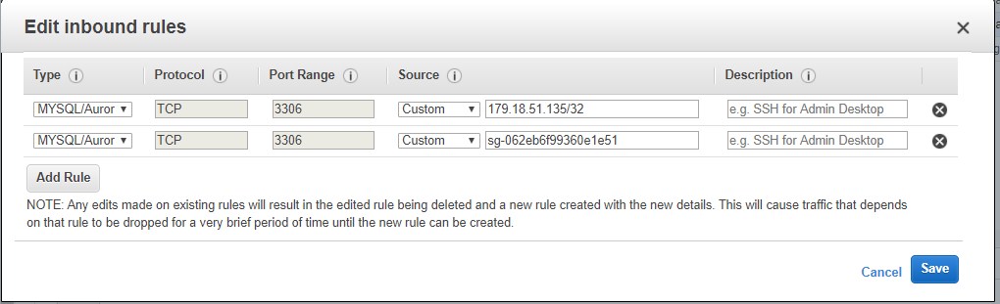 Edit inbound rules
Type Protocol Port Range Source Description
MYSQL/Auror TCP 3306 Custom 179.18.51.135/32 e.g. SSH for Admin Desktop
MYSQL/Auror TCP 3306 Custom sg-062eb6f99360e1e51 e.g. SSH for Admin Desktop
Add Rule
NOTE: Any edits made on existing rules will result in the edited rule being deleted and a new rule created with the new details. This will cause traffic that depends
on that rule to be dropped for a very brief period of time until the new rule can be created.
Cancel Save